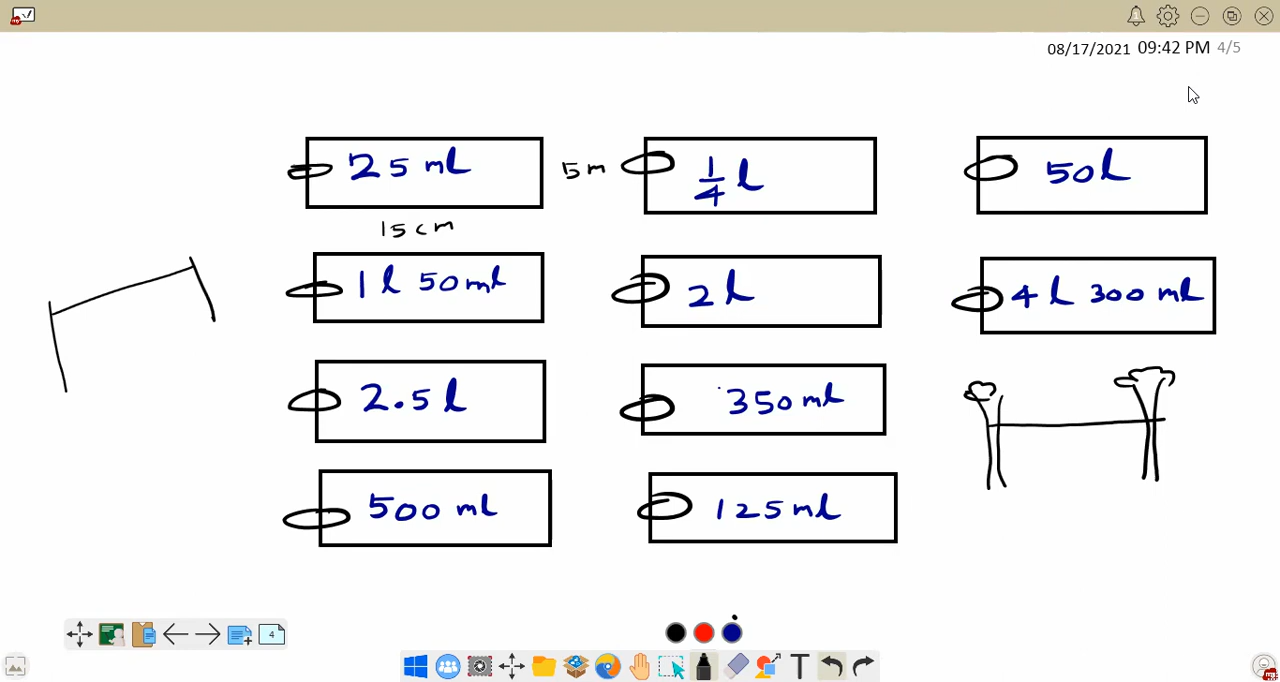 08/17/2021 09:42 PM 4/5
25 ml
5 m
1/4 l
50 l
15 cm
1 l 50 ml
2 l
4 l 300 ml
2.5 l
350 ml
500 ml
125 ml
4
T